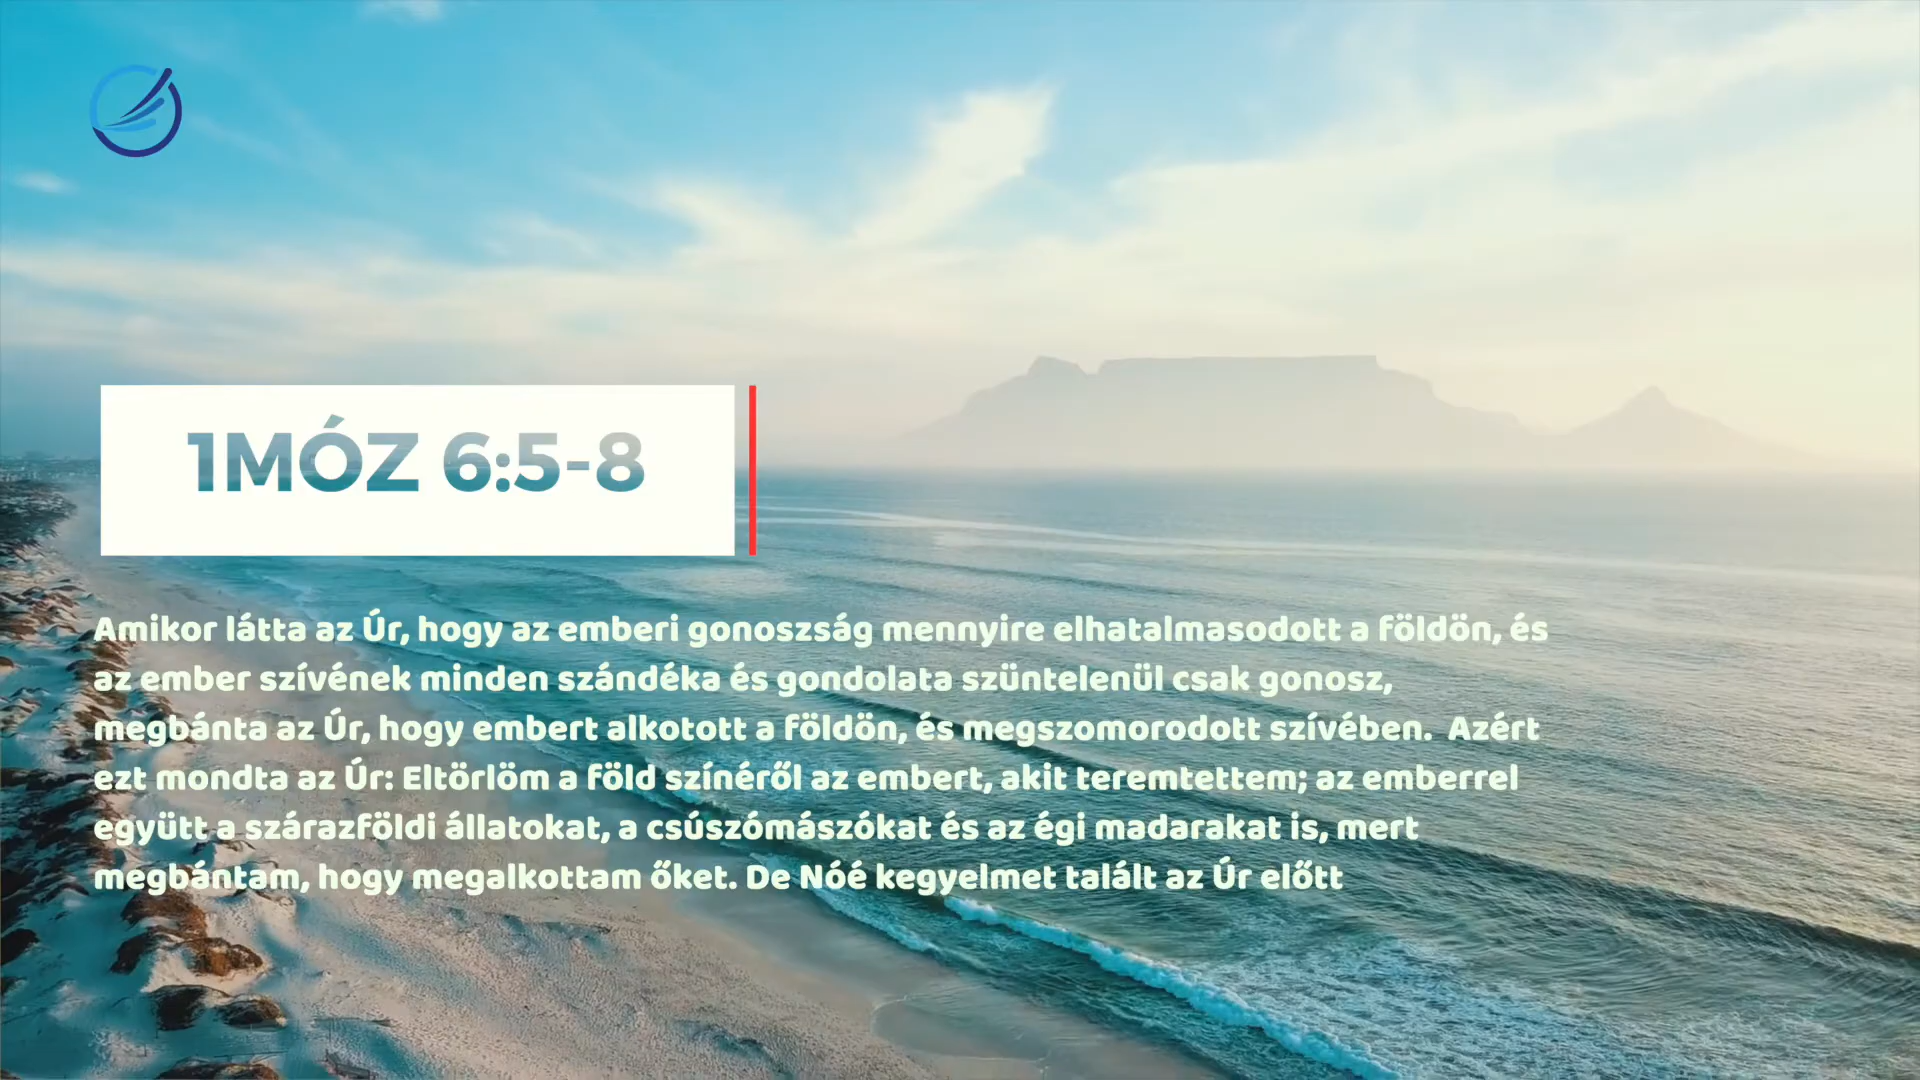 1MÓZ 6:5-8
Amikor látta az Úr, hogy az emberi gonoszság mennyire elhatalmasodott a földön, és
az ember szívének minden szándéka és gondolata szüntelenül csak gonosz,
megbánta az Úr, hogy embert alkotott a földön, és megszomorodott szívében.  Azért
ezt mondta az Úr: Eltörlöm a föld színéről az embert, akit teremtettem; az emberrel
együtt a szárazföldi állatokat, a csúszómászókat és az égi madarakat is, mert
megbántam, hogy megalkottam őket. De Nóé kegyelmet talált az Úr előtt